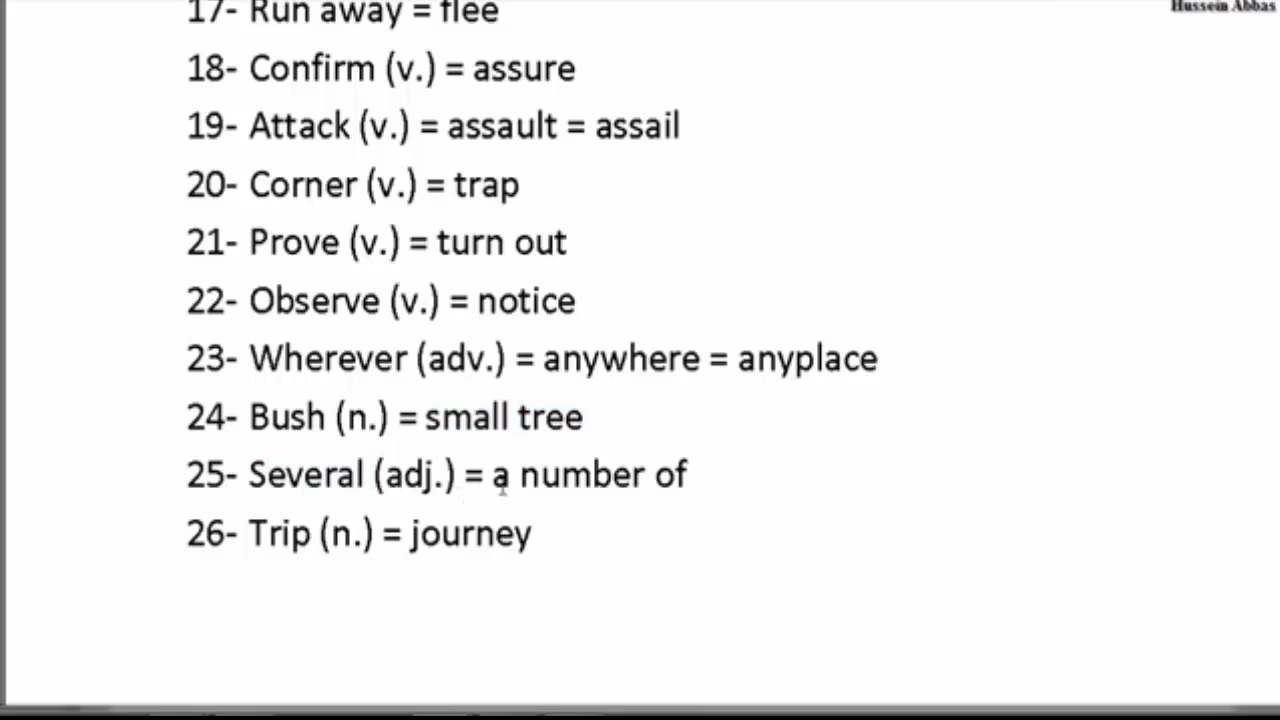 Hussein Abbas
17- Run away = flee
18- Confirm (v.) = assure
19- Attack (v.) = assault = assail
20- Corner (v.) = trap
21- Prove (v.) = turn out
22- Observe (v.) = notice
23- Wherever (adv.) = anywhere = anyplace
24- Bush (n.) = small tree
25- Several (adj.) = a number of
26- Trip (n.) = journey